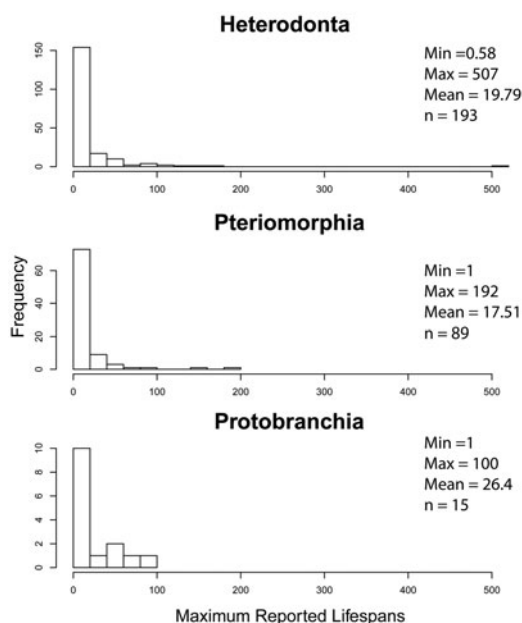 Heterodonta
Min =0.58
Max = 507
Mean = 19.79
n = 193
150
100
50
0
0 100 200 300 400 500
Pteriomorphia
Min =1
Max = 192
Mean = 17.51
n = 89
Frequency
60
40
20
0
0 100 200 300 400 500
Protobranchia
Min =1
Max = 100
Mean = 26.4
n = 15
10
8
6
4
2
0
0 100 200 300 400 500
Maximum Reported Lifespans